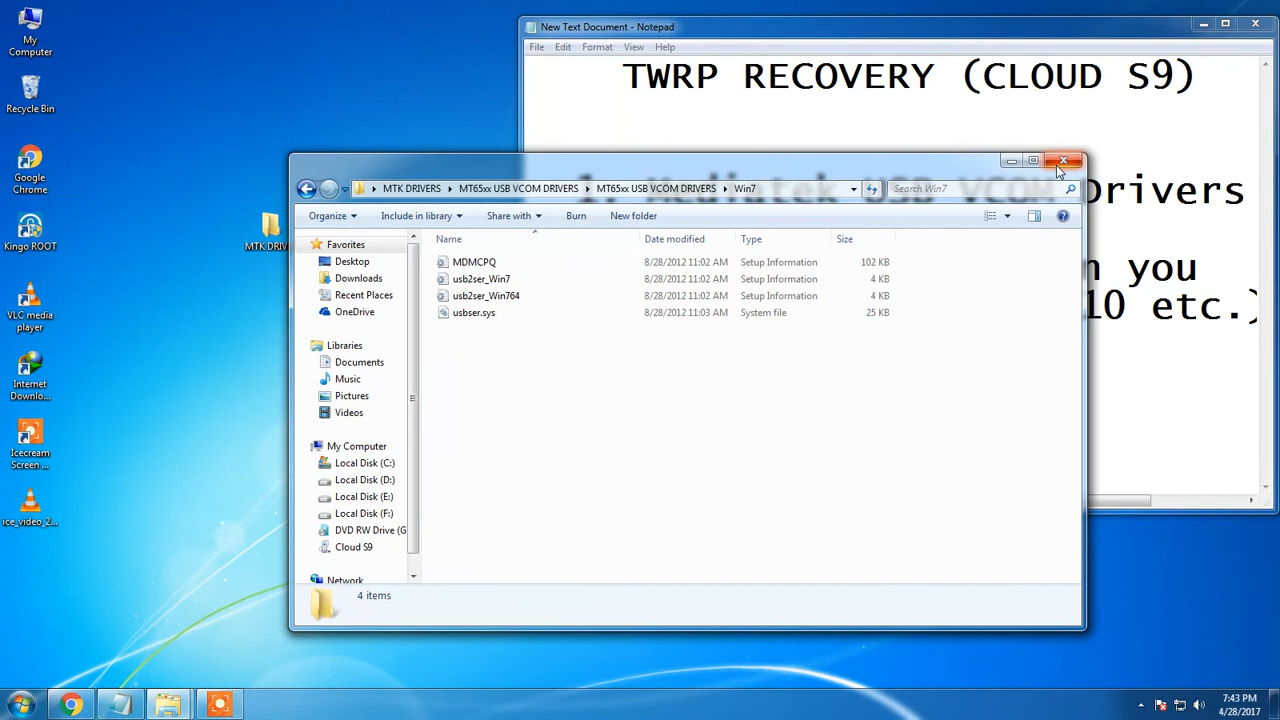 My
Computer
Recycle Bin
Google
Chrome
Kingo ROOT
VLC media
player
Internet
Downlo...
Icecream
Screen ...
ice_video_2...
MTK DRIV
New Text Document - Notepad
File Edit Format View Help
TWRP RECOVERY (CLOUD S9)
1. Mediatek USB VCOM Drivers
n you
10 etc.)
MTK DRIVERS MT65xx USB VCOM DRIVERS MT65xx USB VCOM DRIVERS Win7
Search Win7
Organize Include in library Share with Burn New folder
Name Date modified Type Size
MDMCPQ 8/28/2012 11:02 AM Setup Information 102 KB
usb2ser_Win7 8/28/2012 11:02 AM Setup Information 4 KB
usb2ser_Win764 8/28/2012 11:02 AM Setup Information 4 KB
usbser.sys 8/28/2012 11:03 AM System file 25 KB
Favorites
Desktop
Downloads
Recent Places
OneDrive
Libraries
Documents
Music
Pictures
Videos
My Computer
Local Disk (C:)
Local Disk (D:)
Local Disk (E:)
Local Disk (F:)
DVD RW Drive (G
Cloud S9
Network
4 items
7:43 PM
4/28/2017